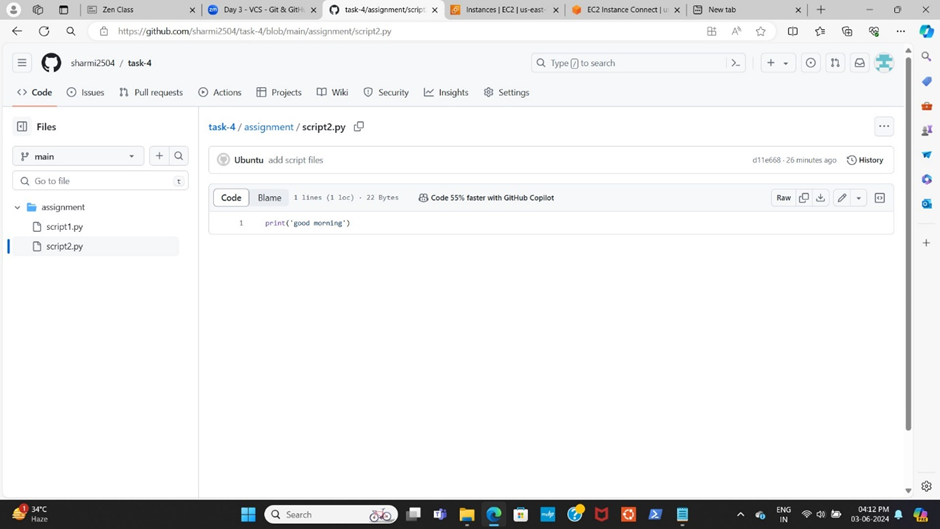 Zen Class
Day 3 - VCS - Git & GitHu
task-4/assignment/script
Instances | EC2 | us-east-
EC2 Instance Connect | us
New tab
https://github.com/sharmi2504/task-4/blob/main/assignment/script2.py
sharmi2504 / task-4
Type / to search
Code
Issues
Pull requests
Actions
Projects
Wiki
Security
Insights
Settings
Files
task-4 / assignment / script2.py
main
Ubuntu add script files
d11e668 · 26 minutes ago
History
Go to file
t
Code
Blame
1 lines (1 loc) · 22 Bytes
Code 55% faster with GitHub Copilot
Raw
assignment
1 print('good morning')
script1.py
script2.py
34°C
Haze
Search
ENG
IN
04:12 PM
03-06-2024